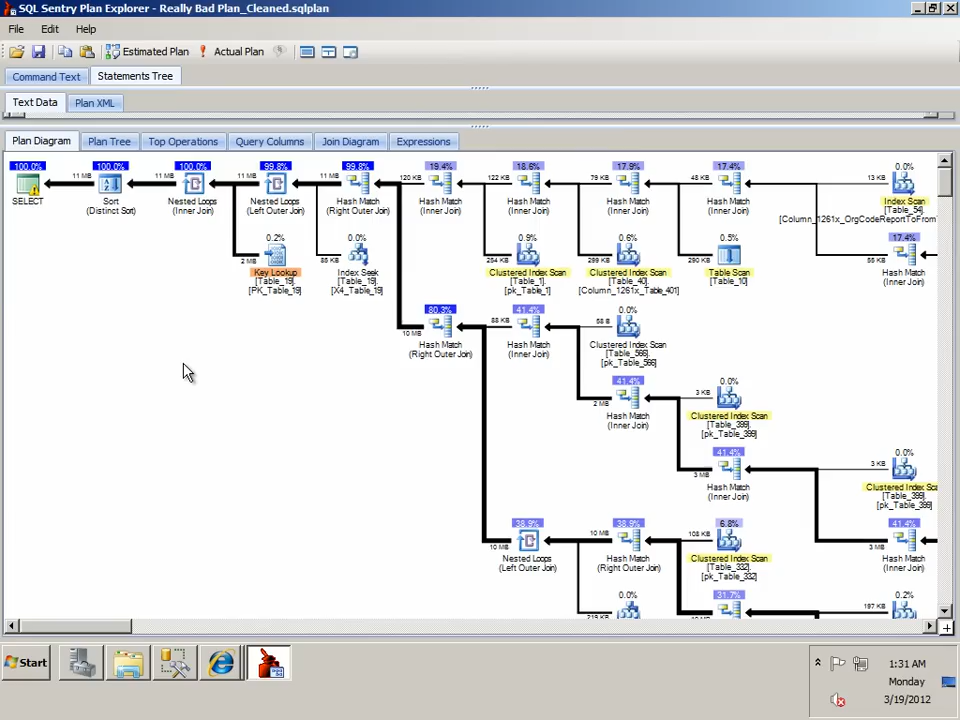 SQL Sentry Plan Explorer - Really Bad Plan_Cleaned.sqlplan
File Edit Help
Estimated Plan Actual Plan
Command Text Statements Tree
Text Data Plan XML
Plan Diagram Plan Tree Top Operations Query Columns Join Diagram Expressions
100.0% 100.0% 100.0% 99.8% 99.8% 19.4% 18.6% 17.9% 17.4% 0.0%
11 MB 11 MB 11 MB 11 MB 120 KB 122 KB 79 KB 48 KB 13 KB
SELECT Sort Nested Loops Nested Loops Hash Match Hash Match Hash Match Hash Match Hash Match Index Scan
(Distinct Sort) (Inner Join) (Left Outer Join) (Right Outer Join) (Inner Join) (Inner Join) (Inner Join) (Inner Join) [Table_54].
[Column_1261x_OrgCodeReportToFrom
0.2% 0.0% 0.9% 0.6% 0.5% 17.4%
2 MB 85 KB 254 KB 299 KB 290 KB 55 KB
Key Lookup Index Seek Clustered Index Scan Clustered Index Scan Table Scan Hash Match
[Table_19]. [Table_19]. [Table_1]. [Table_40]. [Table_10] (Inner Join)
[PK_Table_19] [X4_Table_19] [pk_Table_1] [Column_1261x_Table_401]
80.3% 41.4% 0.0%
10 MB 88 KB 58 B
Hash Match Hash Match Clustered Index Scan
(Right Outer Join) (Inner Join) [Table_566].
[pk_Table_566]
41.4% 0.0%
2 MB 3 KB
Hash Match Clustered Index Scan
(Inner Join) [Table_399].
[pk_Table_399]
41.4% 0.0%
3 MB 3 KB
Hash Match Clustered Index Sca
(Inner Join) [Table_399].
[pk_Table_399]
38.9% 38.9% 6.8% 41.4%
10 MB 10 MB 108 KB 3 MB
Nested Loops Hash Match Clustered Index Scan Hash Match
(Left Outer Join) (Right Outer Join) [Table_332]. (Inner Join)
[pk_Table_332]
0.0% 31.7% 0.2%
219 KB 10 MB 197 KB
Start 1:31 AM
Monday
3/19/2012